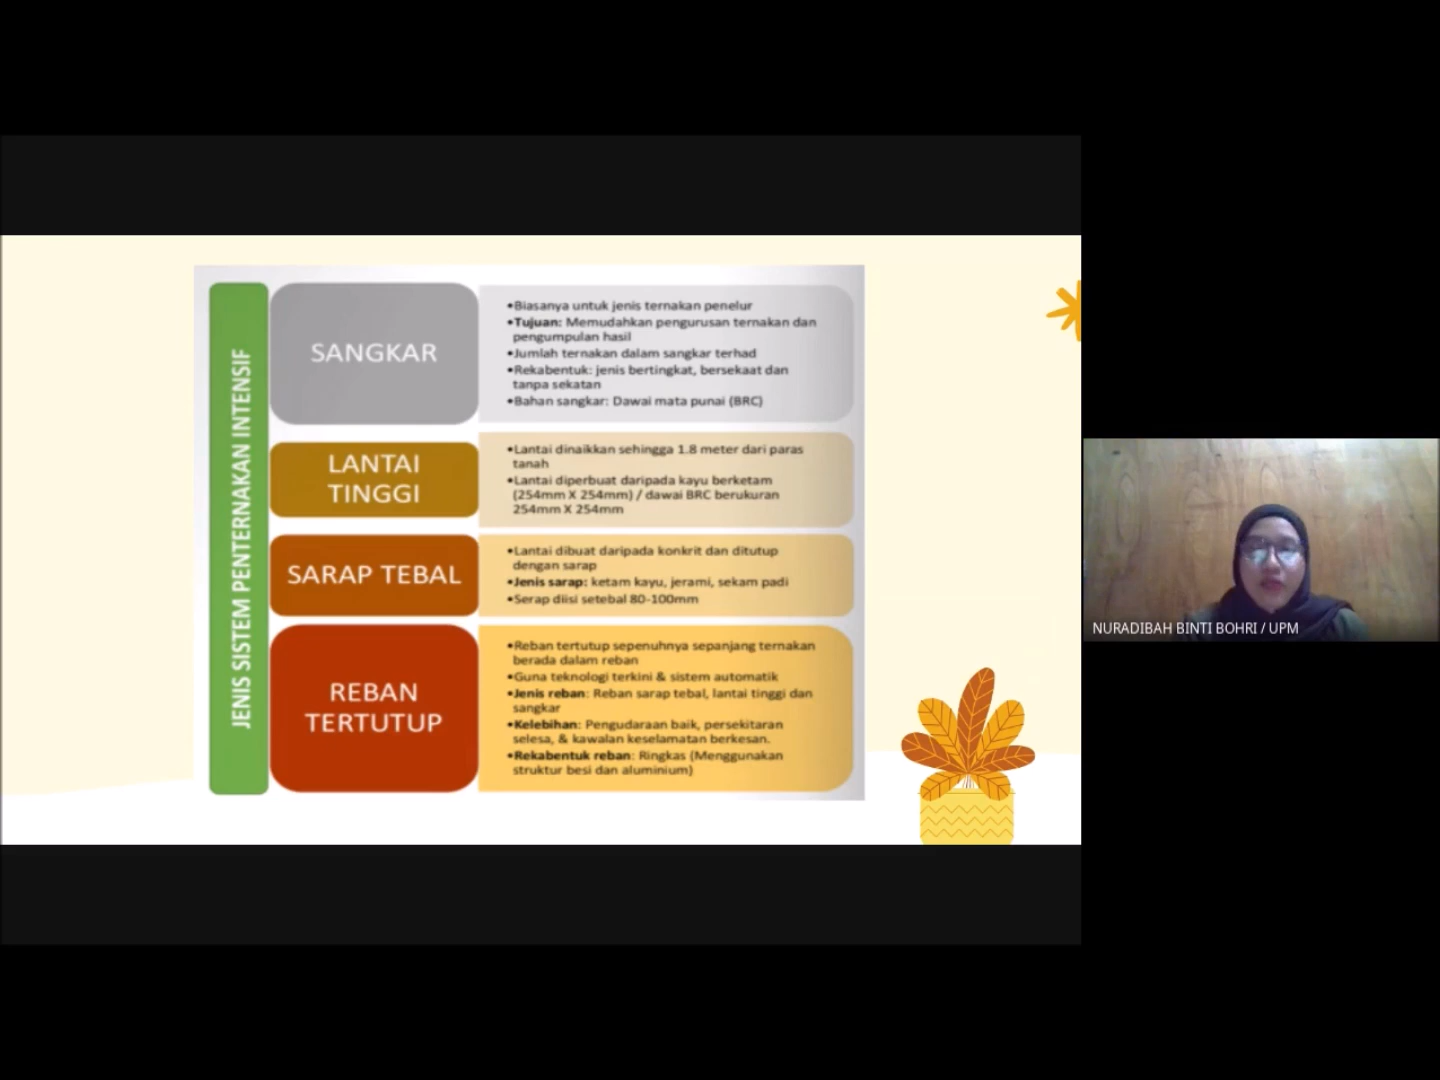 JENIS SISTEM PENTERNAKAN INTENSIF
SANGKAR
•Biasanya untuk jenis ternakan penelur
•Tujuan: Memudahkan pengurusan ternakan dan
pengumpulan hasil
•Jumlah ternakan dalam sangkar terhad
•Rekabentuk: jenis bertingkat, bersekaat dan
tanpa sekatan
•Bahan sangkar: Dawai mata punai (BRC)
LANTAI
TINGGI
•Lantai dinaikkan sehingga 1.8 meter dari paras
tanah
•Lantai diperbuat daripada kayu berketam
(254mm X 254mm) / dawai BRC berukuran
254mm X 254mm
SARAP TEBAL
•Lantai dibuat daripada konkrit dan ditutup
dengan sarap
•Jenis sarap: ketam kayu, jerami, sekam padi
•Serap diisi setebal 80-100mm
REBAN
TERTUTUP
•Reban tertutup sepenuhnya sepanjang ternakan
berada dalam reban
•Guna teknologi terkini & sistem automatik
•Jenis reban: Reban sarap tebal, lantai tinggi dan
sangkar
•Kelebihan: Pengudaraan baik, persekitaran
selesa, & kawalan keselamatan berkesan.
•Rekabentuk reban: Ringkas (Menggunakan
struktur besi dan aluminium)
NURADIBAH BINTI BOHRI / UPM